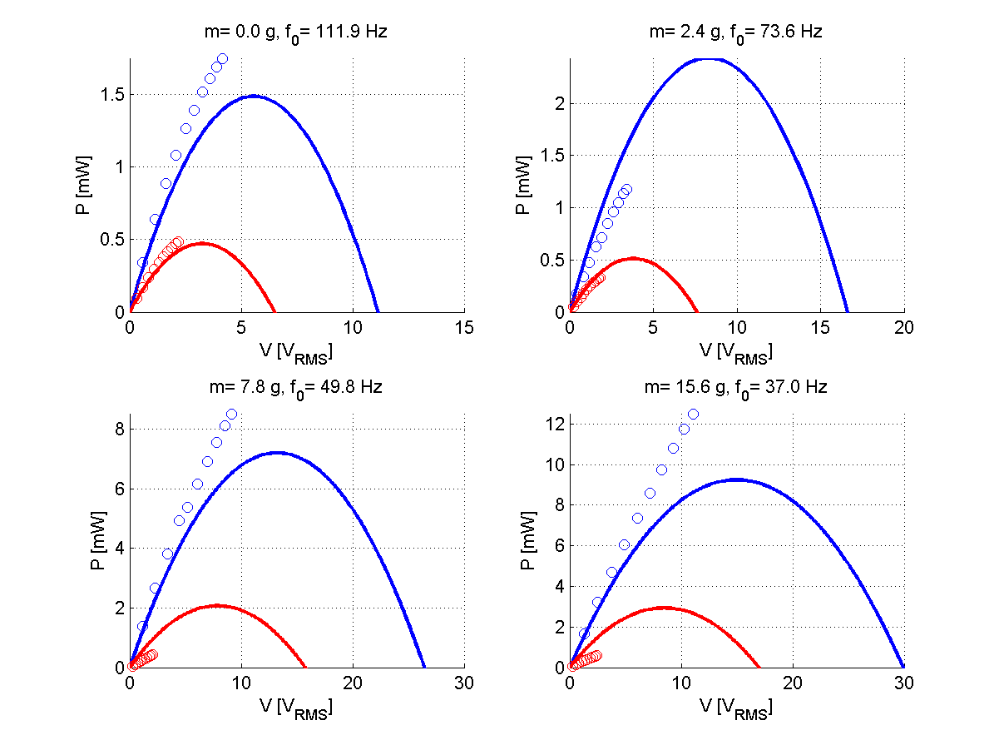 m= 0.0 g, f0= 111.9 Hz
P [mW]
1.5
1
0.5
0
0 5 10 15
V [VRMS]
m= 2.4 g, f0= 73.6 Hz
P [mW]
2
1.5
1
0.5
0
0 5 10 15 20
V [VRMS]
m= 7.8 g, f0= 49.8 Hz
P [mW]
8
6
4
2
0
0 10 20 30
V [VRMS]
m= 15.6 g, f0= 37.0 Hz
P [mW]
12
10
8
6
4
2
0
0 10 20 30
V [VRMS]